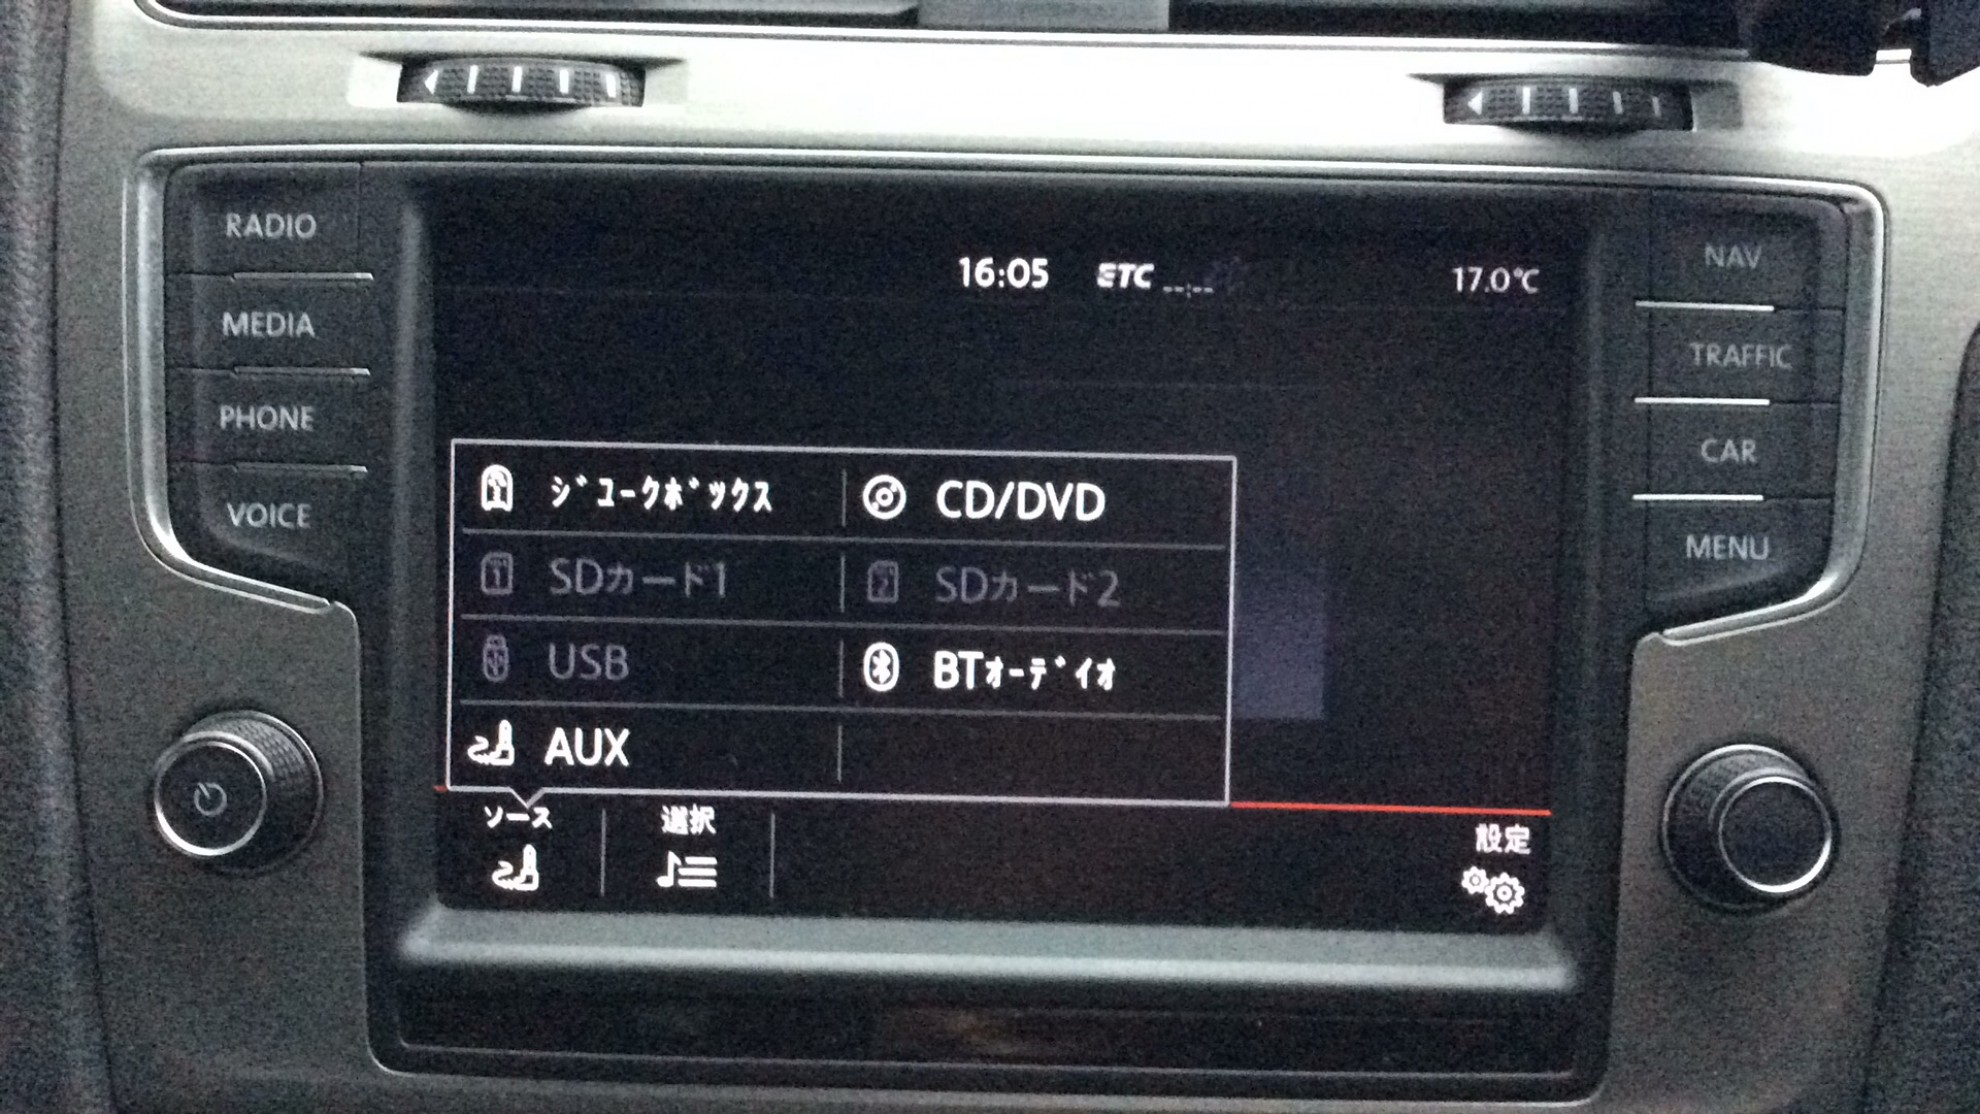 RADIO
MEDIA
PHONE
VOICE
16:05 ETC --:-- 17.0℃
ジュークボックス CD/DVD
SDカード1 SDカード2
USB BTオーディオ
AUX
ソース 選択 設定
NAV
TRAFFIC
CAR
MENU